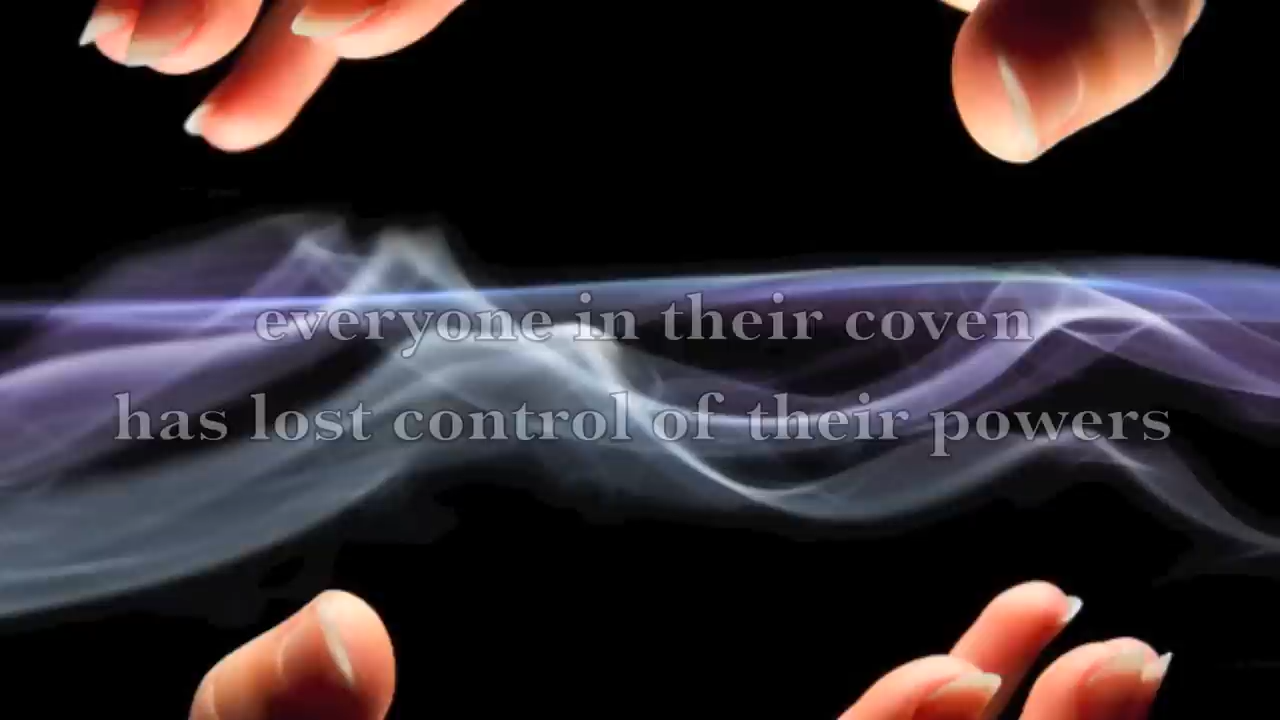 everyone in their coven
has lost control of their powers